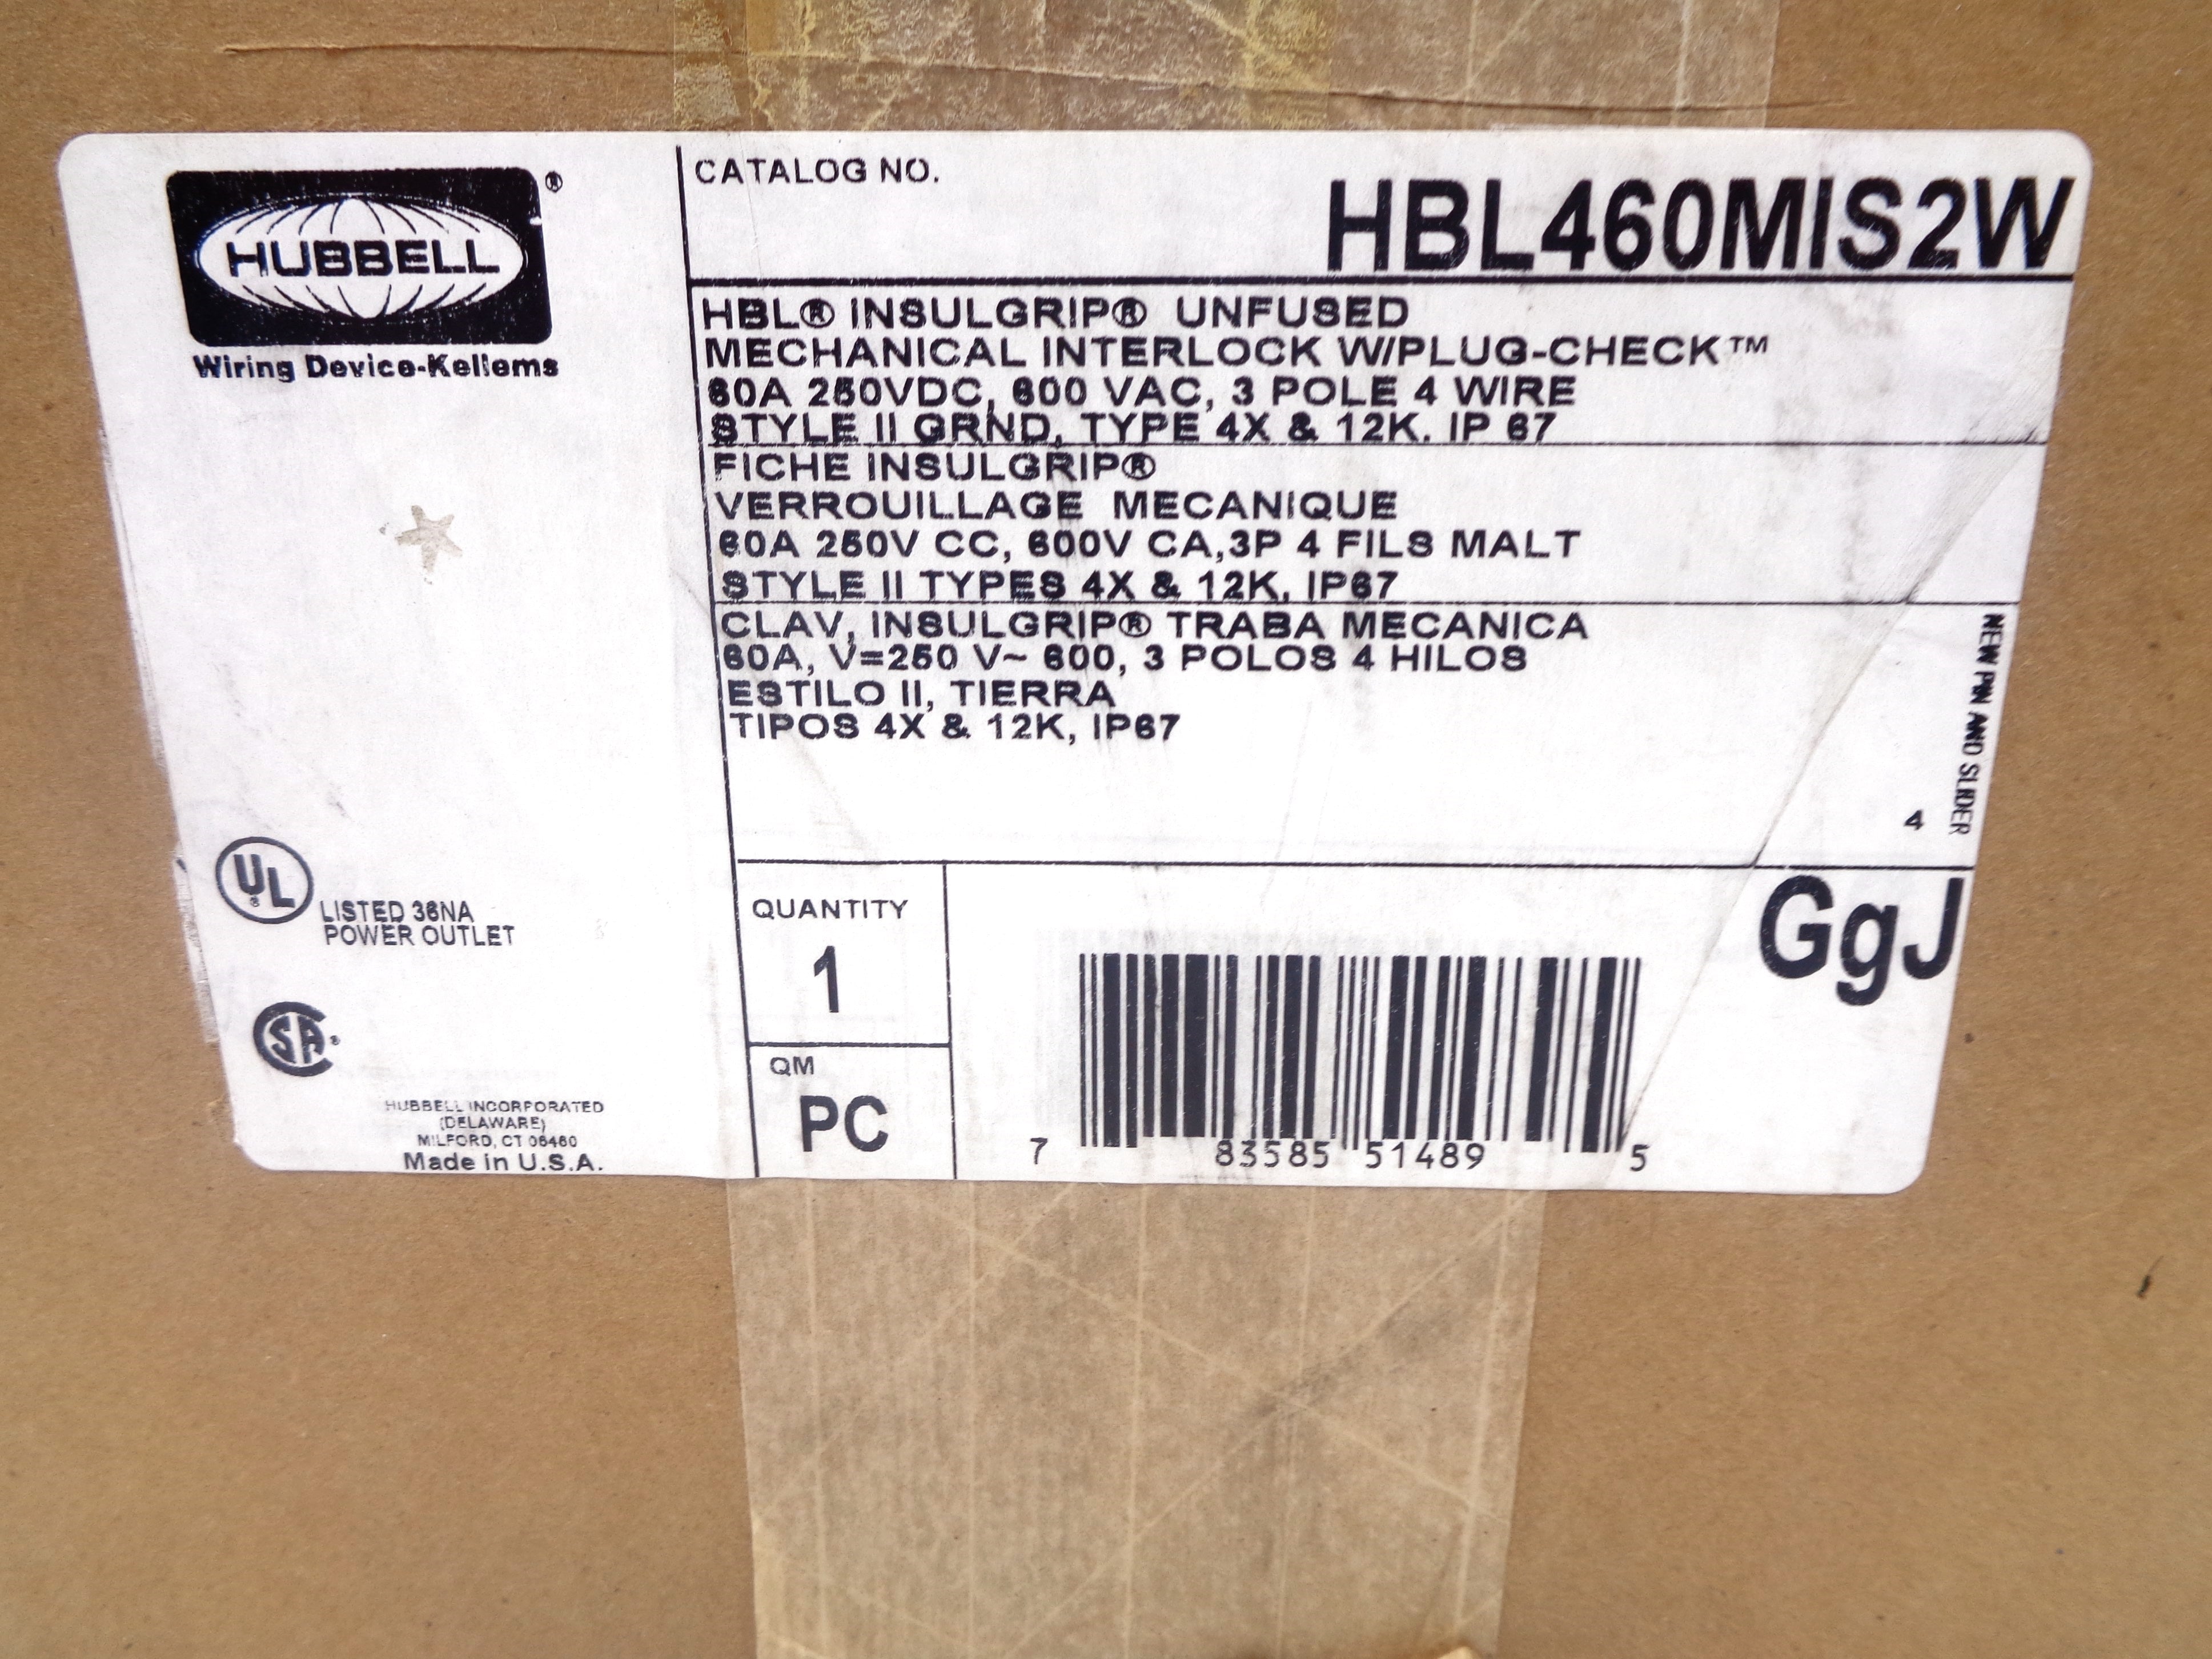 HUBBELL®
Wiring Device-Kellems
CATALOG NO.
HBL460MIS2W
HBL® INSULGRIP® UNFUSED
MECHANICAL INTERLOCK W/PLUG-CHECK™
60A 250VDC, 600 VAC, 3 POLE 4 WIRE
STYLE II GRND, TYPE 4X & 12K. IP 67
FICHE INSULGRIP®
VERROUILLAGE MECANIQUE
60A 250V CC, 600V CA,3P 4 FILS MALT
STYLE II TYPES 4X & 12K, IP67
CLAV, INSULGRIP® TRABA MECANICA
60A, V=250 V~ 600, 3 POLOS 4 HILOS
ESTILO II, TIERRA
TIPOS 4X & 12K, IP67
NEW PIN AND SLIDER
4
UL®
LISTED 36NA
POWER OUTLET
SA®
HUBBELL INCORPORATED
(DELAWARE)
MILFORD, CT 06460
Made in U.S.A.
QUANTITY
1
QM
PC
GgJ
7 83585 51489 5